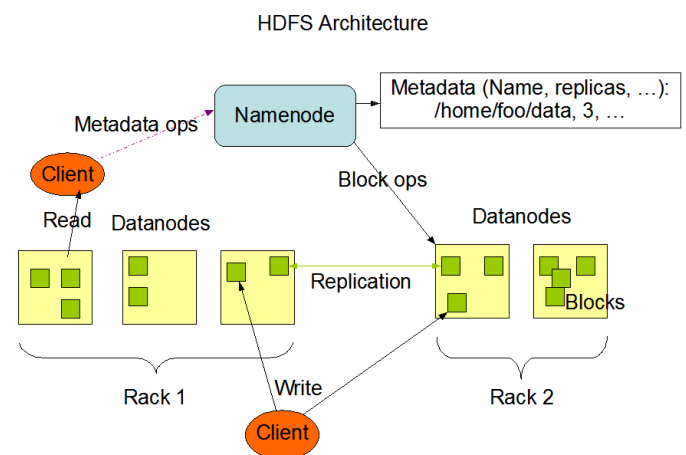 HDFS Architecture
Metadata (Name, replicas, …):
/home/foo/data, 3, …
Namenode
Metadata ops
Client
Block ops
Read
Datanodes
Datanodes
Replication
Blocks
Rack 1
Write
Rack 2
Client